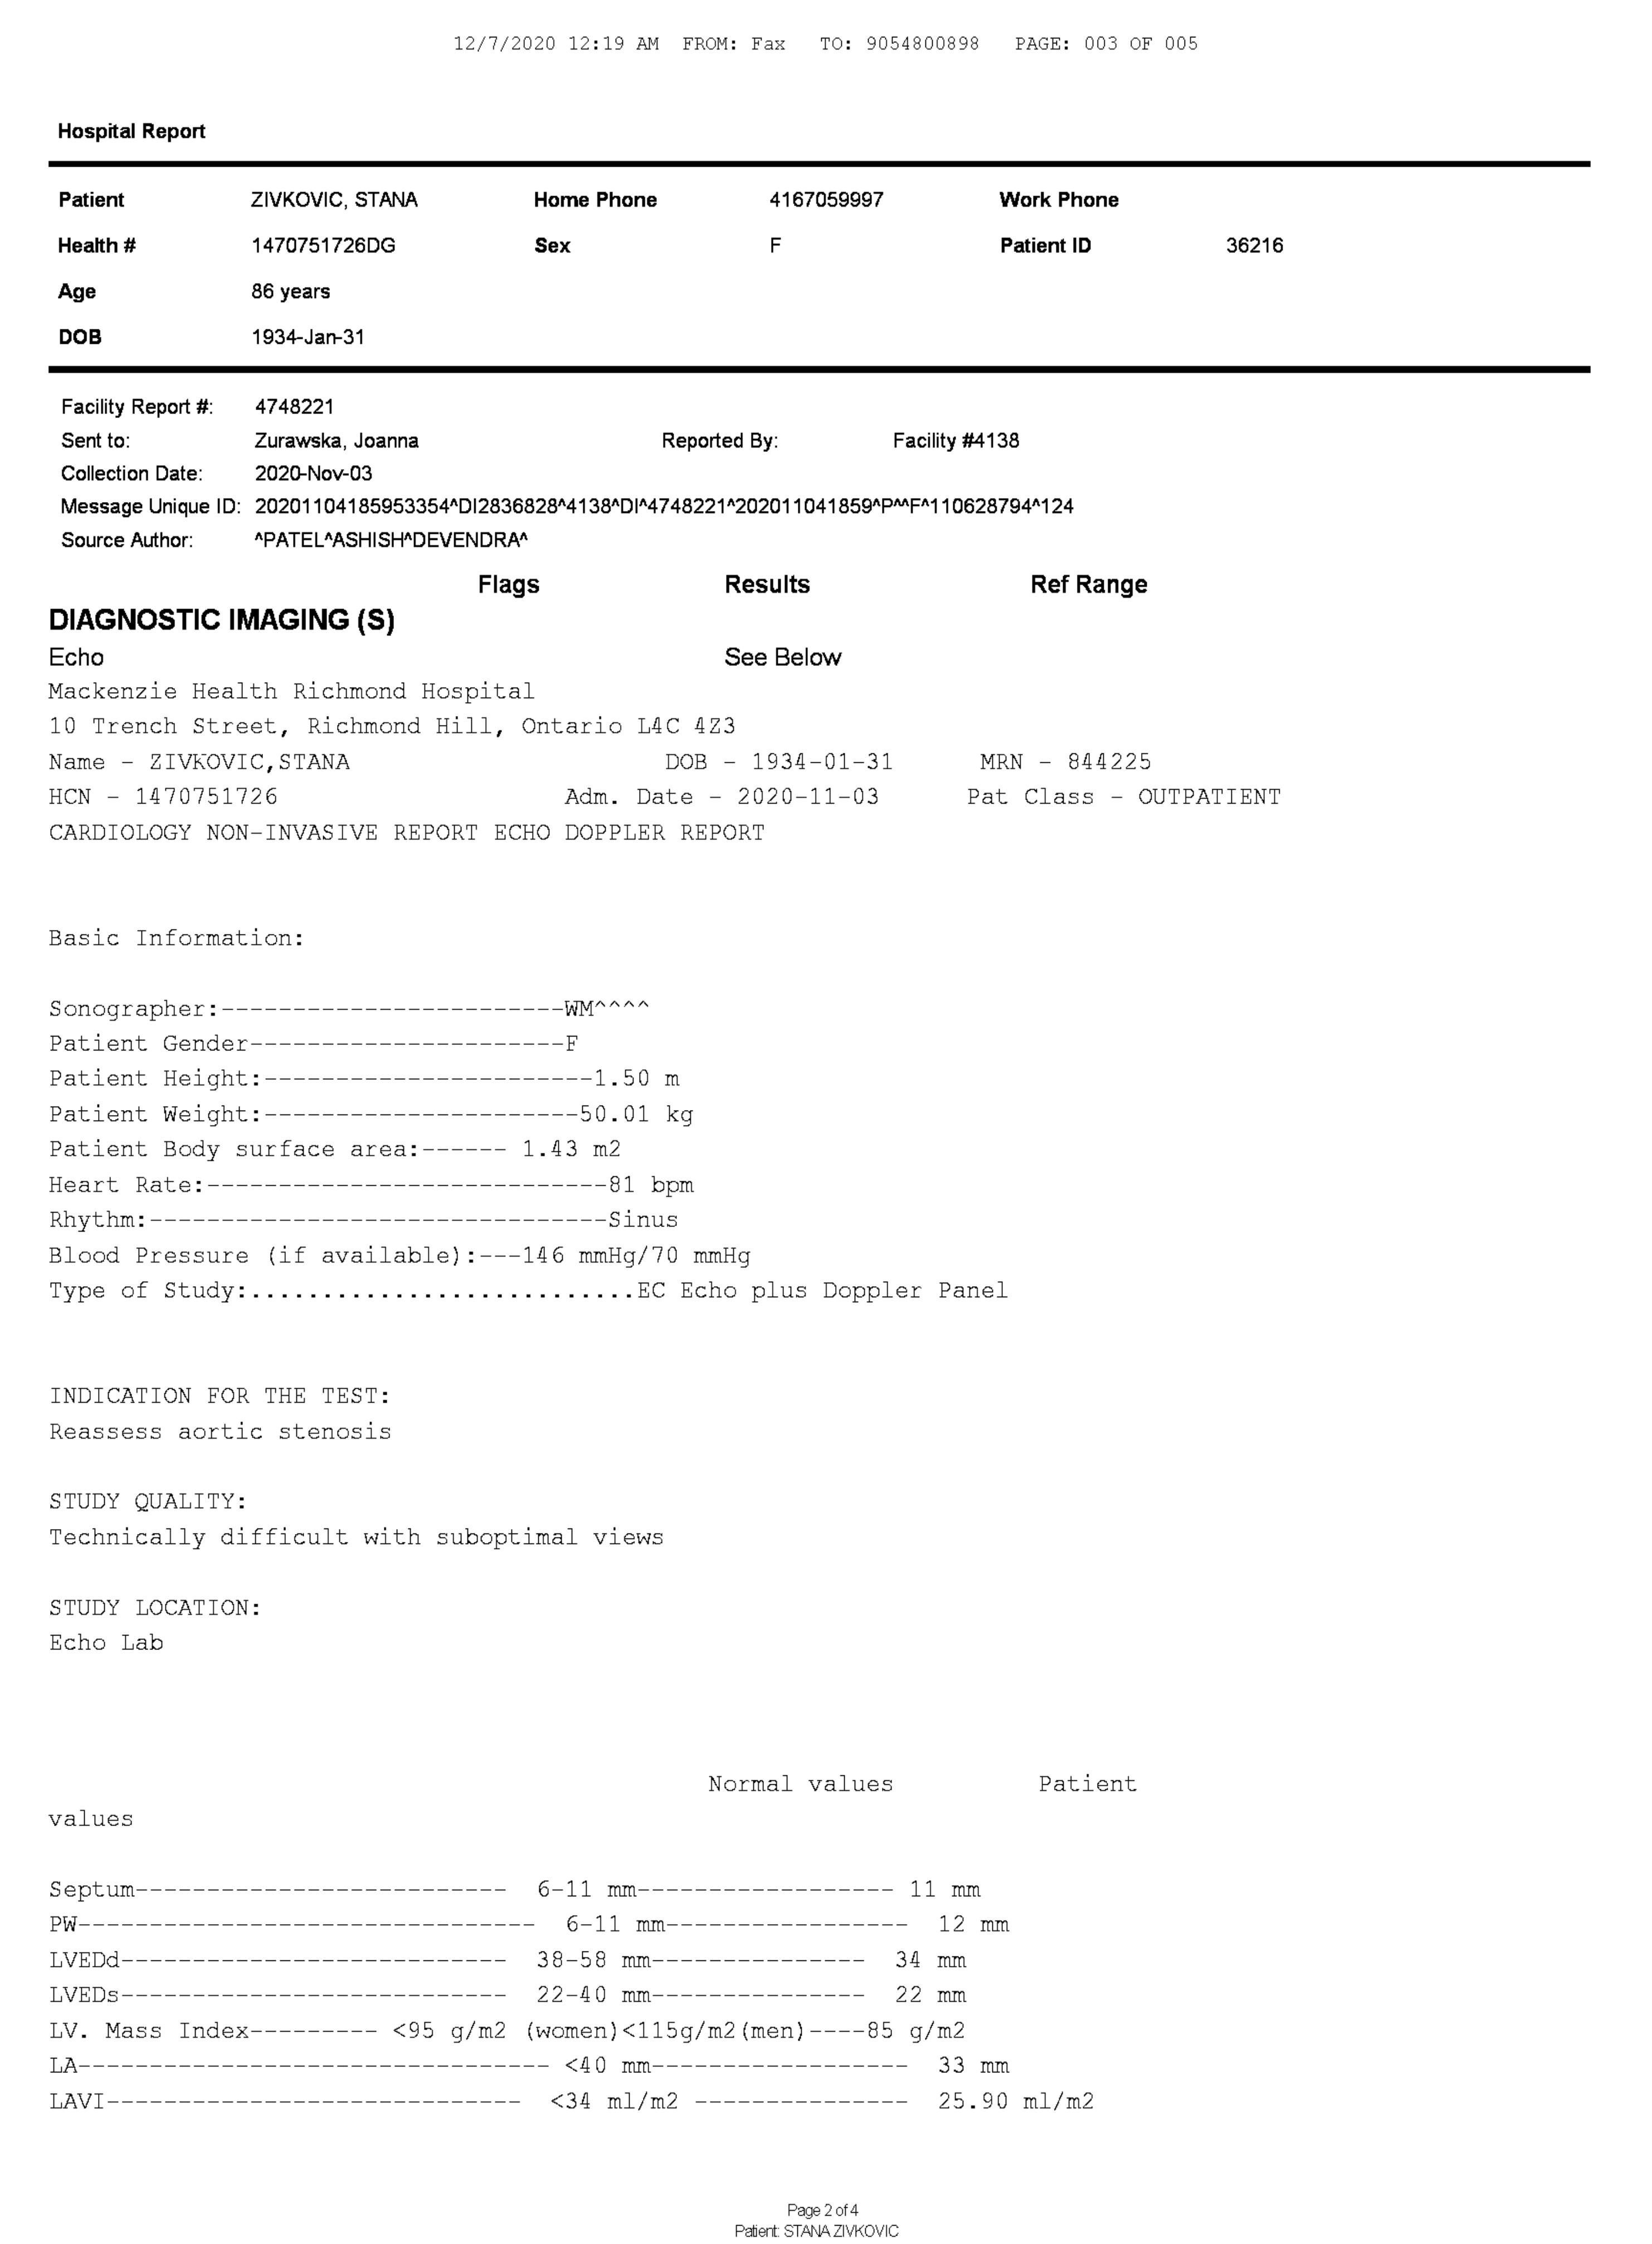 12/7/2020 12:19 AM FROM: Fax TO: 9054800898 PAGE: 003 OF 005
Hospital Report
Patient ZIVKOVIC, STANA Home Phone 4167059997 Work Phone
Health # 1470751726DG Sex F Patient ID 36216
Age 86 years
DOB 1934-Jan-31
Facility Report #: 4748221
Sent to: Zurawska, Joanna Reported By: Facility #4138
Collection Date: 2020-Nov-03
Message Unique ID: 20201104185953354^DI2836828^4138^DI^4748221^202011041859^P^^F^110628794^124
Source Author: ^PATEL^ASHISH^DEVENDRA^
Flags Results Ref Range
DIAGNOSTIC IMAGING (S)
Echo See Below
Mackenzie Health Richmond Hospital
10 Trench Street, Richmond Hill, Ontario L4C 4Z3
Name - ZIVKOVIC,STANA DOB - 1934-01-31 MRN - 844225
HCN - 1470751726 Adm. Date - 2020-11-03 Pat Class - OUTPATIENT
CARDIOLOGY NON-INVASIVE REPORT ECHO DOPPLER REPORT
Basic Information:
Sonographer:------------------------WM^^^^
Patient Gender----------------------F
Patient Height:-----------------------1.50 m
Patient Weight:----------------------50.01 kg
Patient Body surface area:------ 1.43 m2
Heart Rate:----------------------------81 bpm
Rhythm:--------------------------------Sinus
Blood Pressure (if available):---146 mmHg/70 mmHg
Type of Study:...........................EC Echo plus Doppler Panel
INDICATION FOR THE TEST:
Reassess aortic stenosis
STUDY QUALITY:
Technically difficult with suboptimal views
STUDY LOCATION:
Echo Lab
Normal values Patient
values
Septum-------------------------- 6-11 mm------------------ 11 mm
PW-------------------------------- 6-11 mm----------------- 12 mm
LVEDd--------------------------- 38-58 mm--------------- 34 mm
LVEDs--------------------------- 22-40 mm--------------- 22 mm
LV. Mass Index--------- <95 g/m2 (women)<115g/m2(men)----85 g/m2
LA--------------------------------- <40 mm------------------ 33 mm
LAVI----------------------------- <34 ml/m2 --------------- 25.90 ml/m2
Page 2 of 4
Patient: STANA ZIVKOVIC